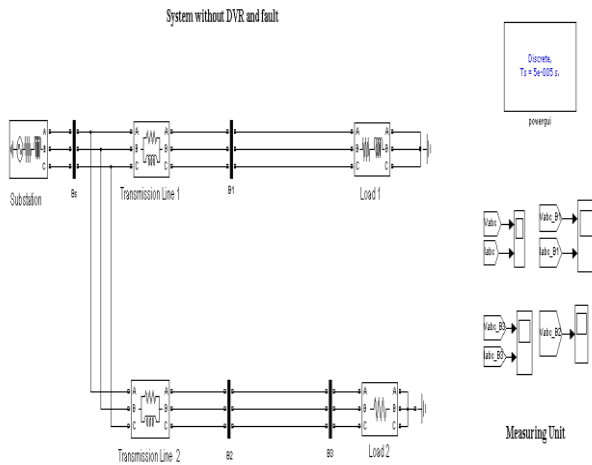 System without DVR and fault
Discrete,
Ts = 5e-005 s.
powergui
A
B
C
Substation
Bs
A A
B B
C C
Transmission Line 1
B1
A A
B B
C C
Load 1
Vabc
Iabc
Vabc_B1
Iabc_B1
Vabc_B3
Iabc_B3
Vabc_B2
A A
B B
C C
Transmission Line 2
B2
B3
A A
B B
C C
Load 2
Measuring Unit